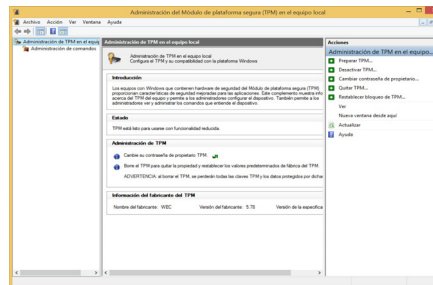 Administración del Módulo de plataforma segura (TPM) en el equipo local
Archivo Acción Ver Ventana Ayuda
Administración de TPM en el equip
Administración de comandos
Administración de TPM en el equipo local
Administración de TPM en el equipo local
Configura el TPM y su compatibilidad con la plataforma Windows
Introducción
Los equipos con Windows que contienen hardware de seguridad del Módulo de plataforma segura (TPM)
proporcionan características de seguridad mejoradas para las aplicaciones. Este complemento muestra info
acerca del TPM del equipo y permite a los administradores configurar el dispositivo. También permite a los
administradores ver y administrar los comandos que entiende el dispositivo.
Estado
TPM está listo para usarse con funcionalidad reducida.
Administración de TPM
Cambie su contraseña de propietario TPM
Borre el TPM para quitar la propiedad y restablecer los valores predeterminados de fábrica del TPM.
ADVERTENCIA: al borrar el TPM, se perderán todas las claves TPM y los datos protegidos por dichas
Información del fabricante del TPM
Nombre del fabricante: WEC Versión del fabricante: 5.78 Versión de la especifica
Acciones
Administración de TPM en el equipo...
Preparar TPM...
Desactivar TPM...
Cambiar contraseña de propietario...
Quitar TPM...
Restablecer bloqueo de TPM...
Ver
Nueva ventana desde aquí
Actualizar
Ayuda